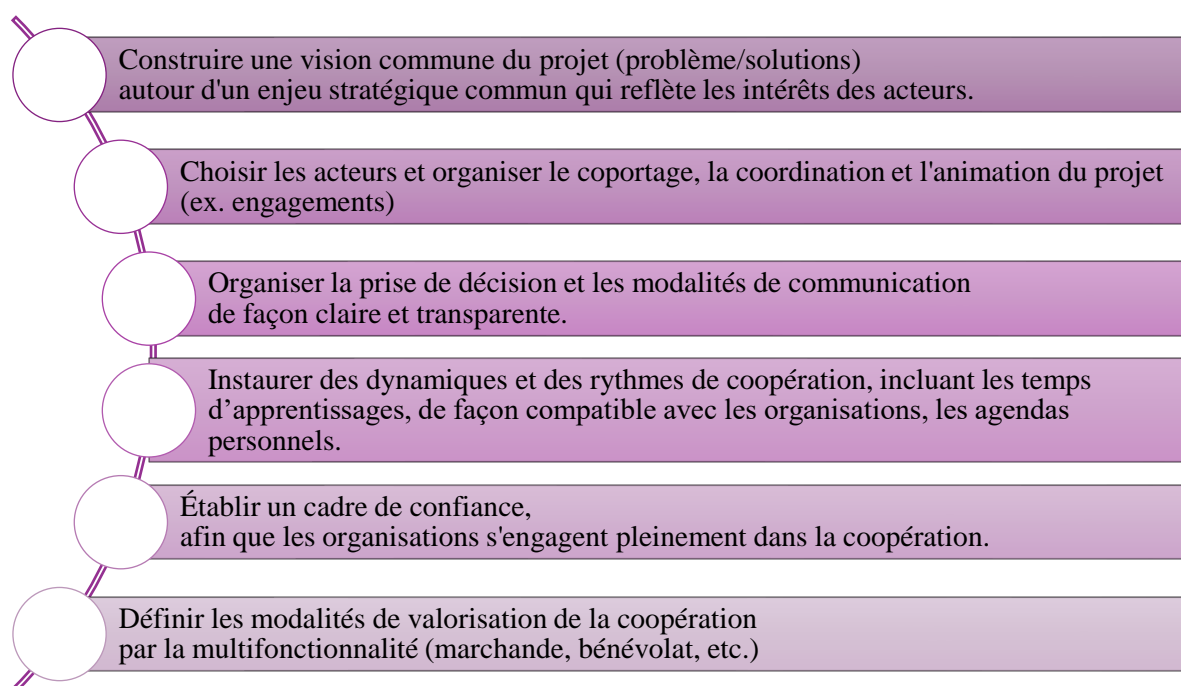 Construire une vision commune du projet (problème/solutions)
autour d'un enjeu stratégique commun qui reflète les intérêts des acteurs.
Choisir les acteurs et organiser le coportage, la coordination et l'animation du projet
(ex. engagements)
Organiser la prise de décision et les modalités de communication
de façon claire et transparente.
Instaurer des dynamiques et des rythmes de coopération, incluant les temps
d’apprentissages, de façon compatible avec les organisations, les agendas
personnels.
Établir un cadre de confiance,
afin que les organisations s'engagent pleinement dans la coopération.
Définir les modalités de valorisation de la coopération
par la multifonctionnalité (marchande, bénévolat, etc.)